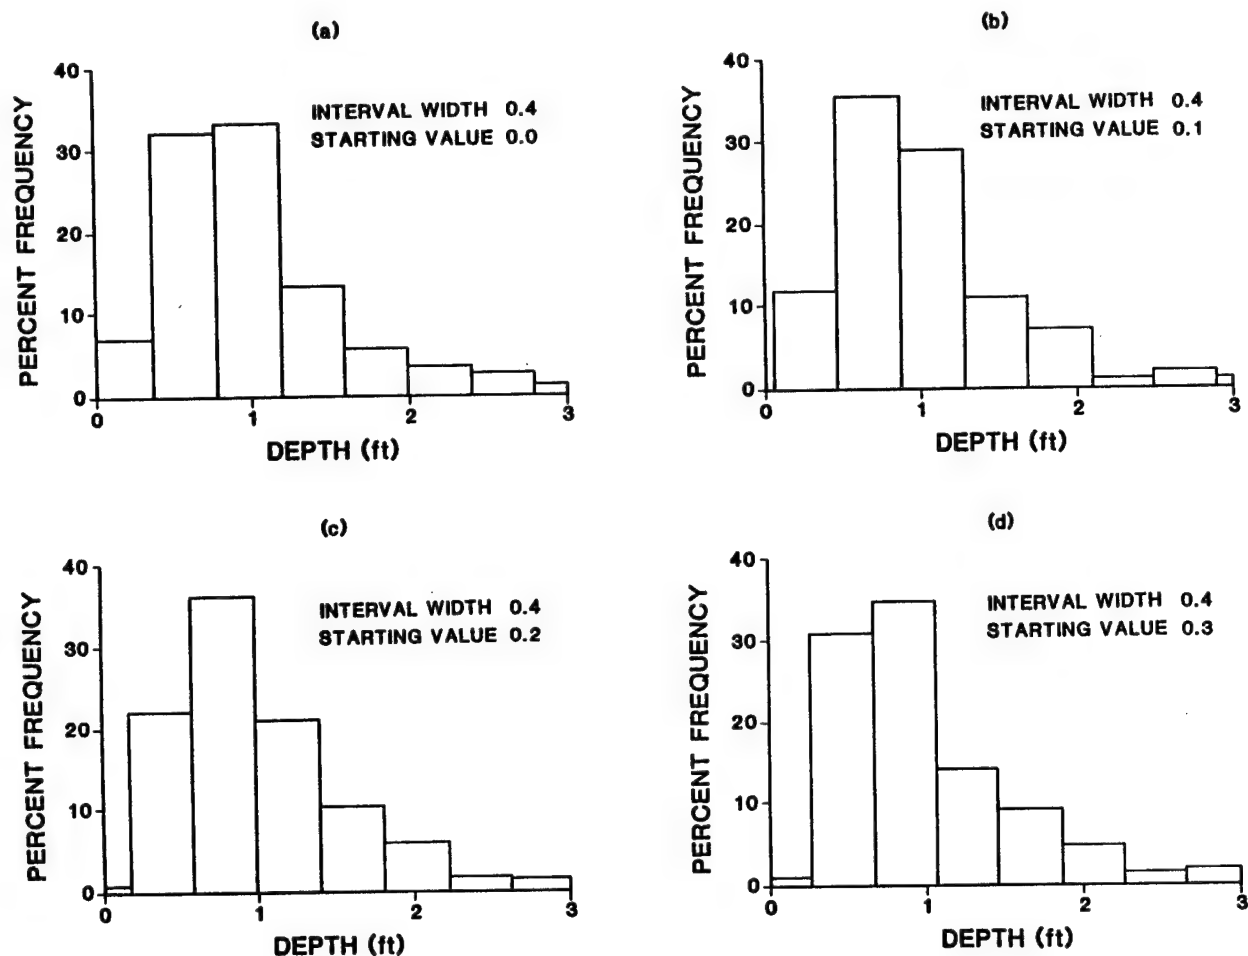 (a)
PERCENT FREQUENCY
40
30
20
10
0
INTERVAL WIDTH 0.4
STARTING VALUE 0.0
0 1 2 3
DEPTH (ft)
(b)
PERCENT FREQUENCY
40
30
20
10
0
INTERVAL WIDTH 0.4
STARTING VALUE 0.1
0 1 2 3
DEPTH (ft)
(c)
PERCENT FREQUENCY
40
30
20
10
0
INTERVAL WIDTH 0.4
STARTING VALUE 0.2
0 1 2 3
DEPTH (ft)
(d)
PERCENT FREQUENCY
40
30
20
10
0
INTERVAL WIDTH 0.4
STARTING VALUE 0.3
0 1 2 3
DEPTH (ft)